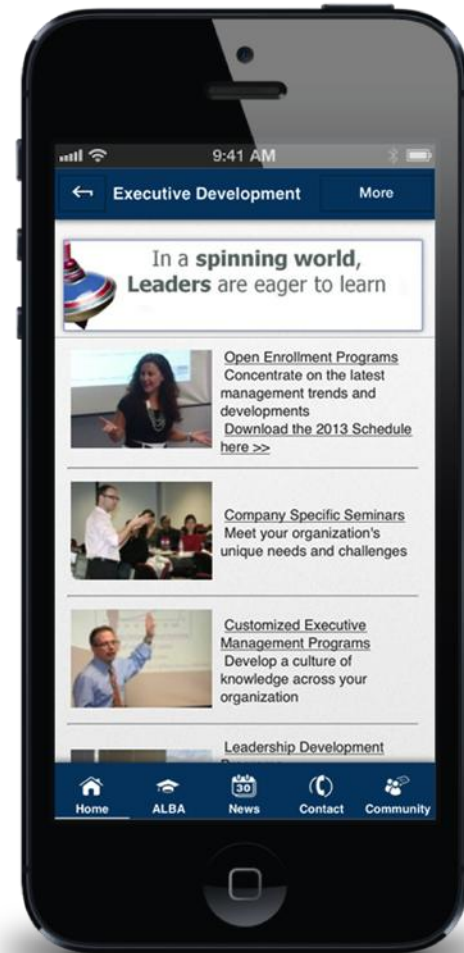 9:41 AM
Executive Development
More
In a spinning world,
Leaders are eager to learn
Open Enrollment Programs
Concentrate on the latest
management trends and
developments
Download the 2013 Schedule
here >>
Company Specific Seminars
Meet your organization's
unique needs and challenges
Customized Executive
Management Programs
Develop a culture of
knowledge across your
organization
Leadership Development
30
Home
ALBA
News
Contact
Community